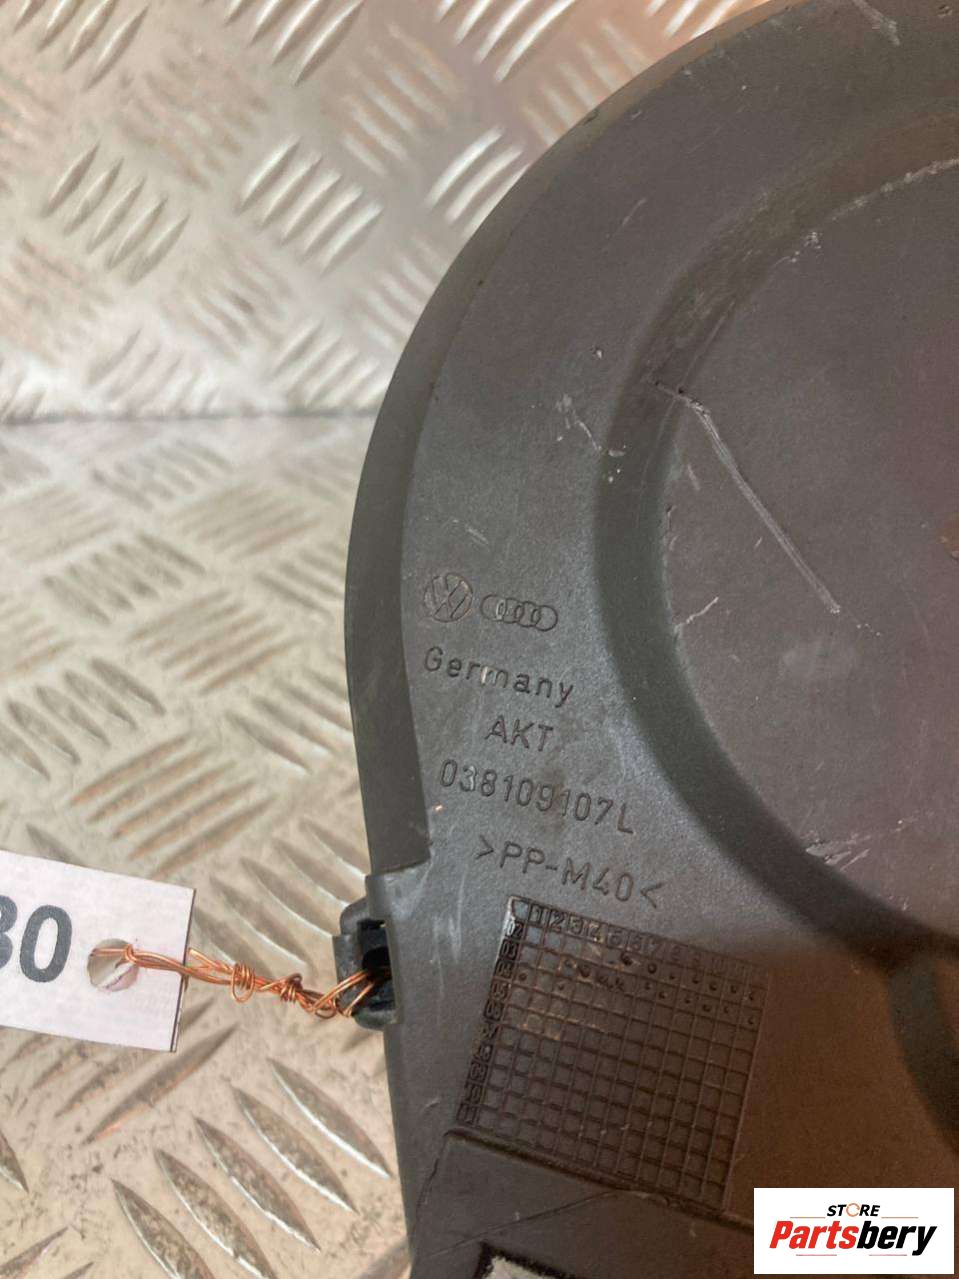 Germany
AKT
038109107L
>PP-M40<
30
STORE
Partsbery